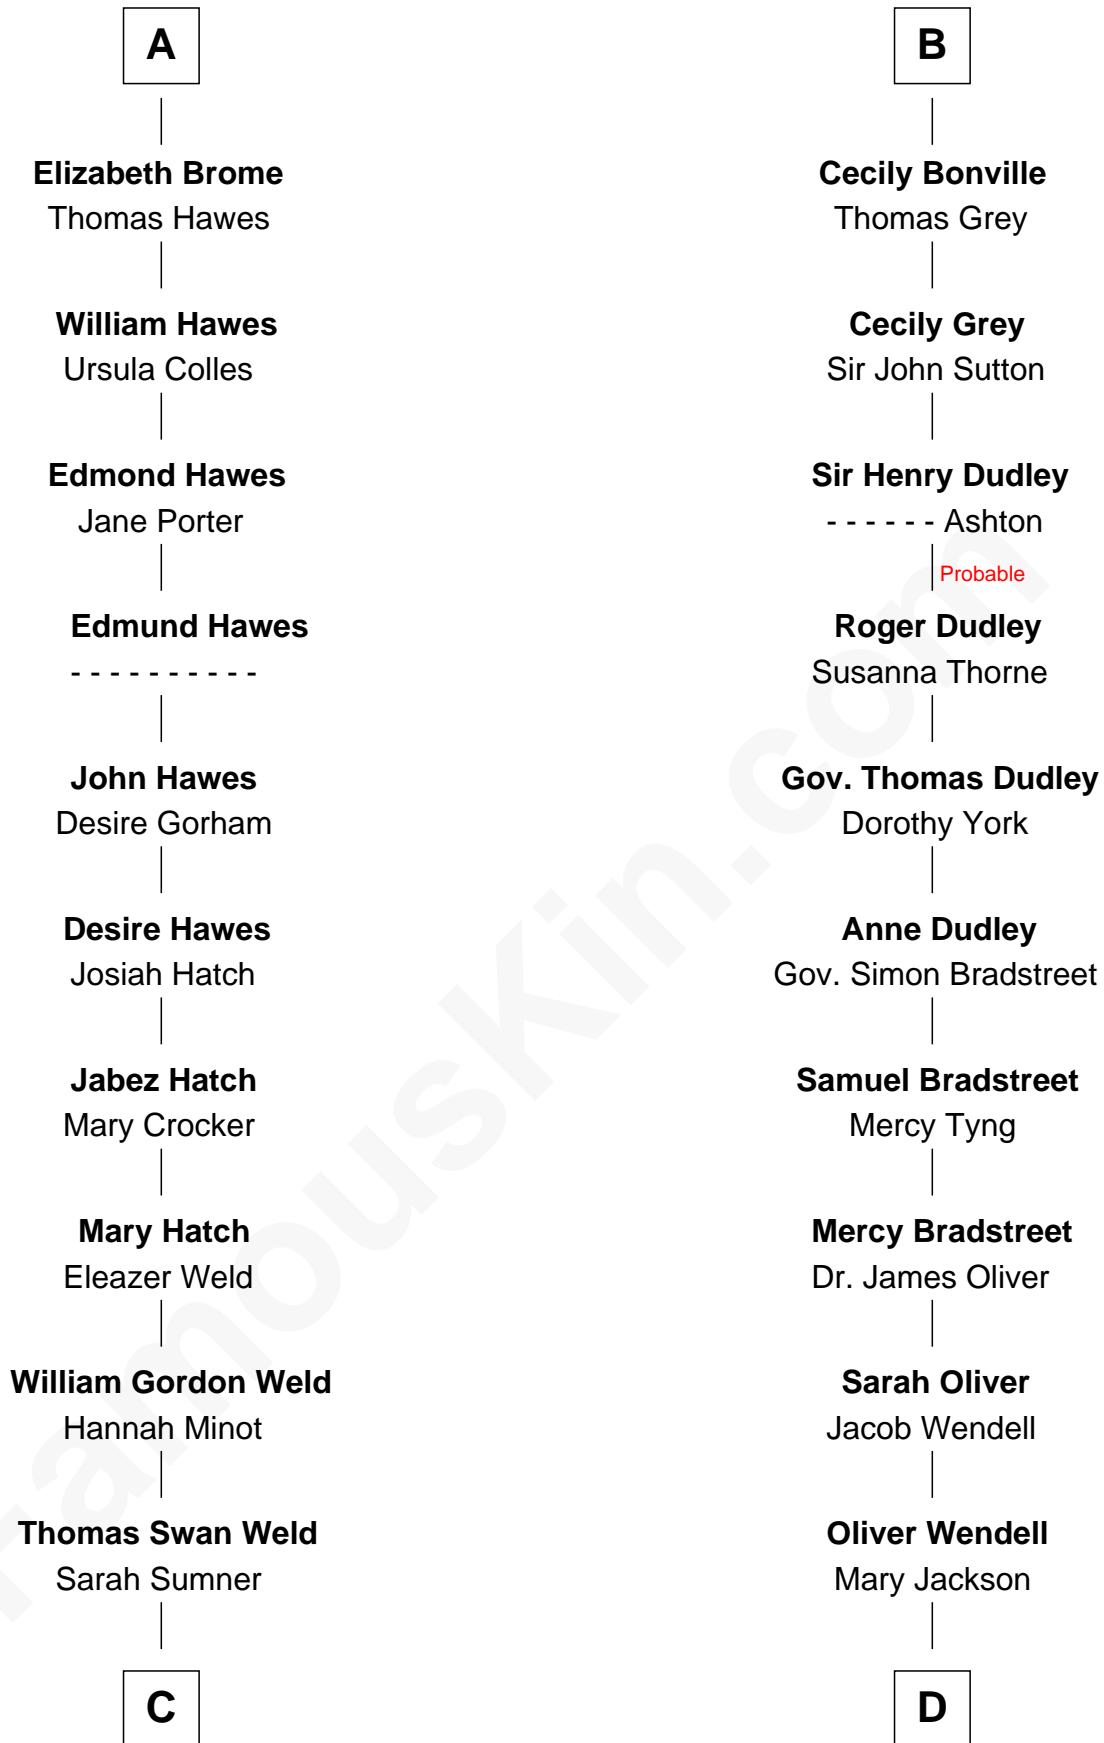 A
Elizabeth Brome
Thomas Hawes
William Hawes
Ursula Colles
Edmond Hawes
Jane Porter
Edmund Hawes
- - - - - - - - - -
John Hawes
Desire Gorham
Desire Hawes
Josiah Hatch
Jabez Hatch
Mary Crocker
Mary Hatch
Eleazer Weld
William Gordon Weld
Hannah Minot
Thomas Swan Weld
Sarah Sumner
C
B
Cecily Bonville
Thomas Grey
Cecily Grey
Sir John Sutton
Sir Henry Dudley
- - - - - - Ashton
Probable
Roger Dudley
Susanna Thorne
Gov. Thomas Dudley
Dorothy York
Anne Dudley
Gov. Simon Bradstreet
Samuel Bradstreet
Mercy Tyng
Mercy Bradstreet
Dr. James Oliver
Sarah Oliver
Jacob Wendell
Oliver Wendell
Mary Jackson
D
FamousKin.com